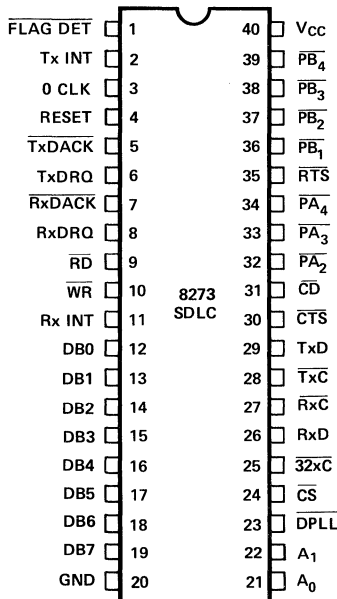 FLAG DET 1 40 VCC
Tx INT 2 39 PB4
0 CLK 3 38 PB3
RESET 4 37 PB2
TxDACK 5 36 PB1
TxDRQ 6 35 RTS
RxDACK 7 34 PA4
RxDRQ 8 33 PA3
RD 9 32 PA2
WR 10 8273 31 CD
Rx INT 11 SDLC 30 CTS
DB0 12 29 TxD
DB1 13 28 TxC
DB2 14 27 RxC
DB3 15 26 RxD
DB4 16 25 32xC
DB5 17 24 CS
DB6 18 23 DPLL
DB7 19 22 A1
GND 20 21 A0